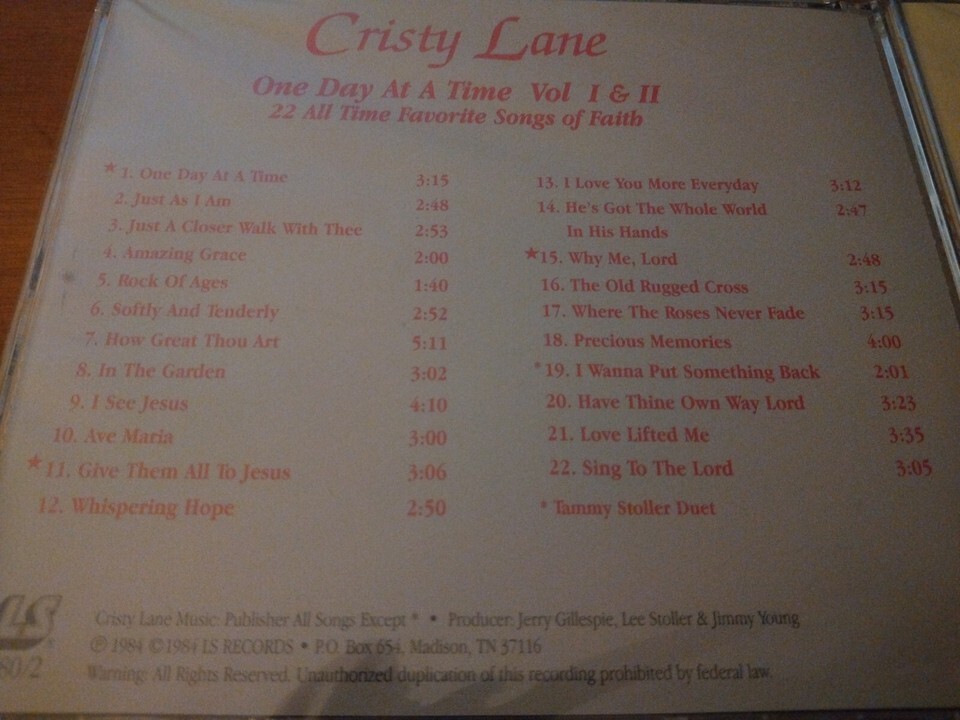 Cristy Lane
One Day At A Time Vol I & II
22 All Time Favorite Songs of Faith
*1. One Day At A Time 3:15
2. Just As I Am 2:48
3. Just A Closer Walk With Thee 2:53
4. Amazing Grace 2:00
5. Rock Of Ages 1:40
6. Softly And Tenderly 2:52
7. How Great Thou Art 5:11
8. In The Garden 3:02
9. I See Jesus 4:10
10. Ave Maria 3:00
*11. Give Them All To Jesus 3:06
12. Whispering Hope 2:50
13. I Love You More Everyday 3:12
14. He's Got The Whole World 2:47
In His Hands
*15. Why Me, Lord 2:48
16. The Old Rugged Cross 3:15
17. Where The Roses Never Fade 3:15
18. Precious Memories 4:00
*19. I Wanna Put Something Back 2:01
20. Have Thine Own Way Lord 3:23
21. Love Lifted Me 3:35
22. Sing To The Lord 3:05
* Tammy Stoller Duet
LS
80/2
Cristy Lane Music: Publisher All Songs Except * • Producer: Jerry Gillespie, Lee Stoller & Jimmy Young
℗ 1984 ©1984 LS RECORDS • P.O. Box 654, Madison, TN 37116
Warning: All Rights Reserved. Unauthorized duplication of this recording prohibited by federal law.